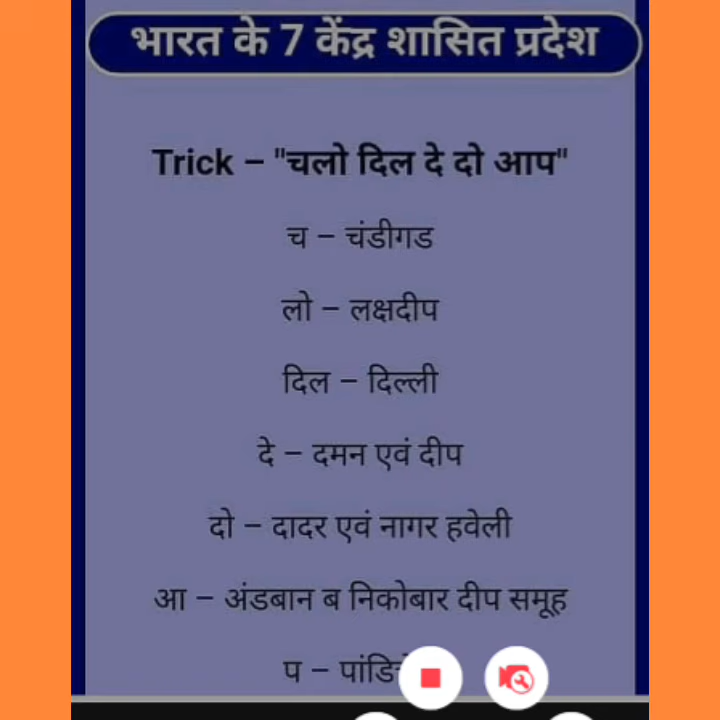 भारत के 7 केंद्र शासित प्रदेश
Trick – "चलो दिल दे दो आप"
च – चंडीगड
लो – लक्षदीप
दिल – दिल्ली
दे – दमन एवं दीप
दो – दादर एवं नागर हवेली
आ – अंडबान ब निकोबार दीप समूह
प –